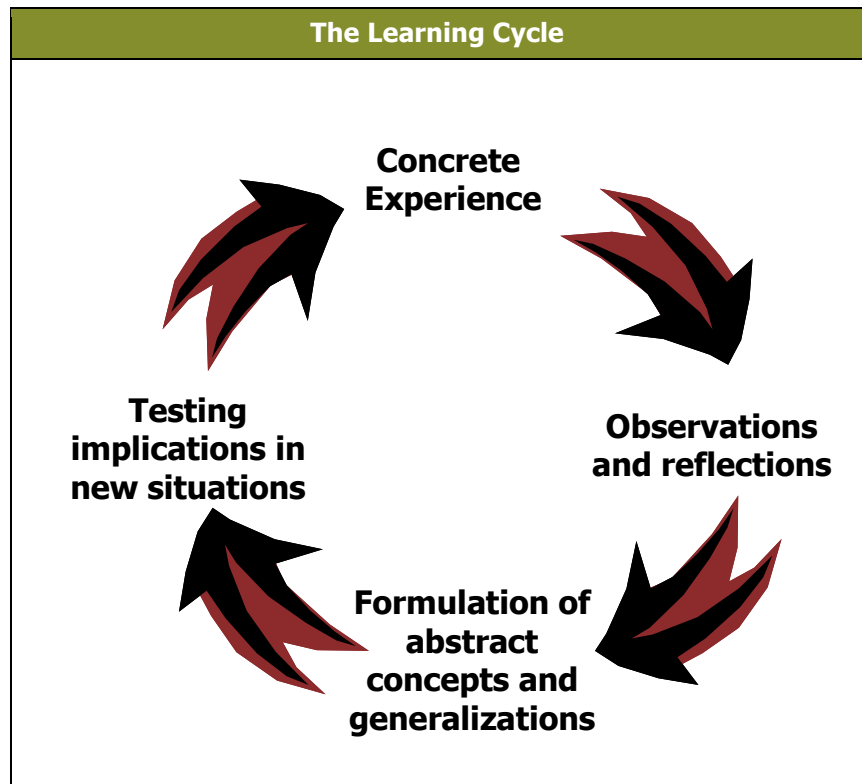 The Learning Cycle
Concrete
Experience
Observations
and reflections
Formulation of
abstract
concepts and
generalizations
Testing
implications in
new situations